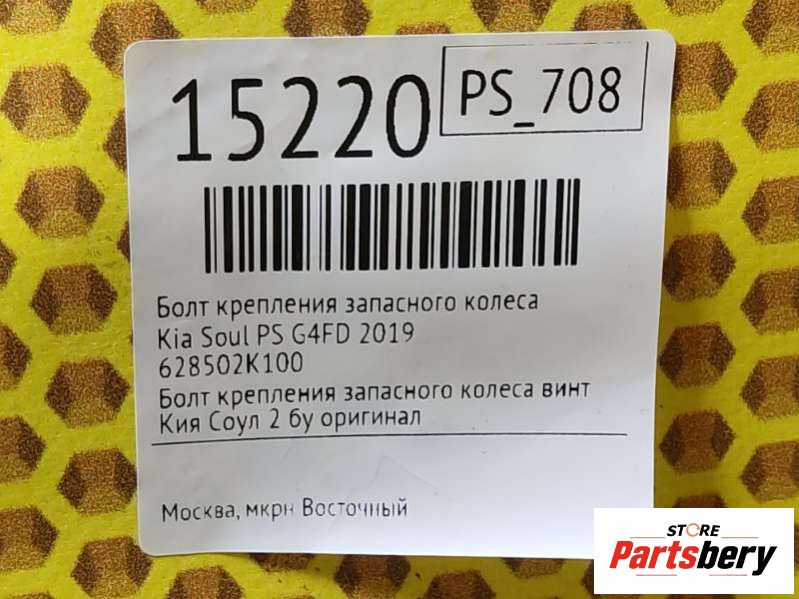 15220
PS_708
Болт крепления запасного колеса
Kia Soul PS G4FD 2019
628502K100
Болт крепления запасного колеса винт
Кия Соул 2 бу оригинал
Москва, мкрн Восточный
STORE
Partsbery